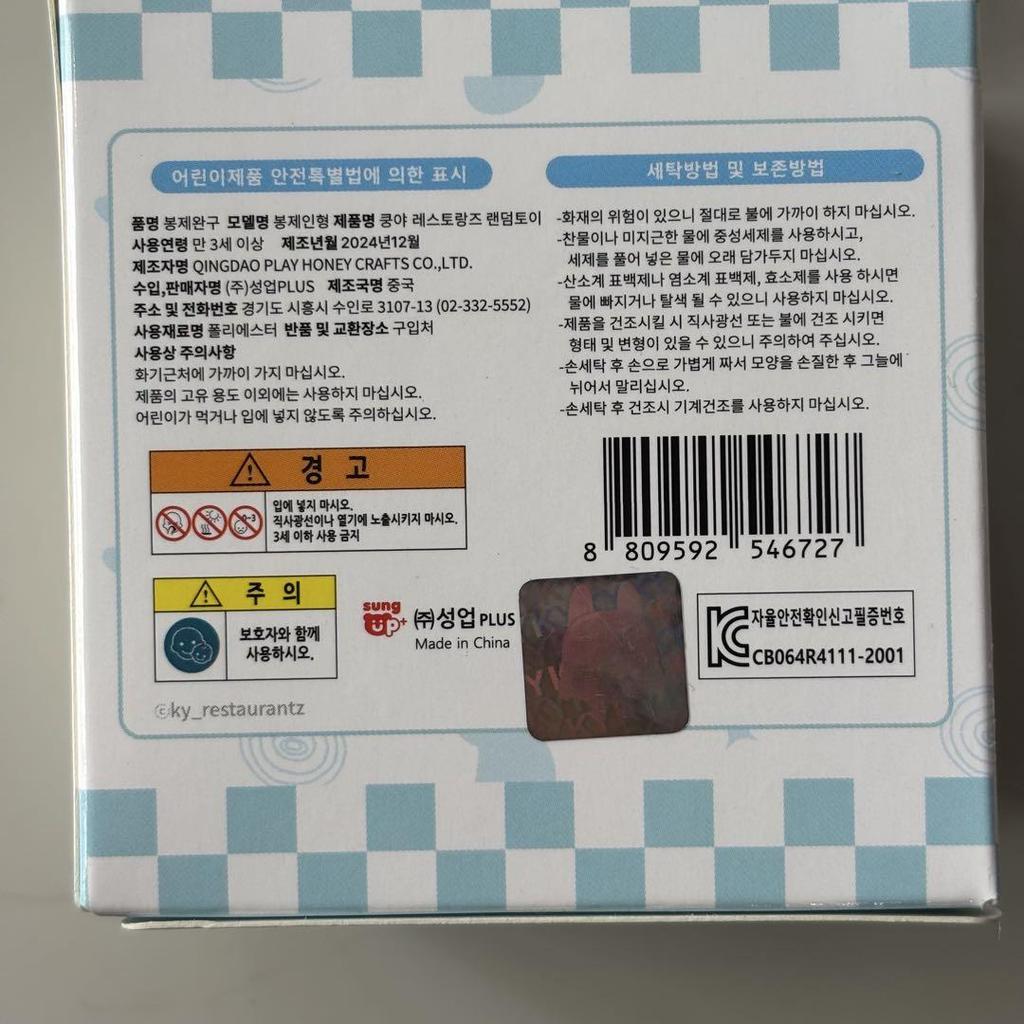 어린이제품 안전특별법에 의한 표시
품명 봉제완구 모델명 봉제인형 제품명 쿵야 레스토랑즈 랜덤토이
사용연령 만 3세 이상 제조년월 2024년12월
제조자명 QINGDAO PLAY HONEY CRAFTS CO.,LTD.
수입,판매자명 (주)성업PLUS 제조국명 중국
주소 및 전화번호 경기도 시흥시 수인로 3107-13 (02-332-5552)
사용재료명 폴리에스터 반품 및 교환장소 구입처
사용상 주의사항
화기근처에 가까이 가지 마십시오.
제품의 고유 용도 이외에는 사용하지 마십시오.
어린이가 먹거나 입에 넣지 않도록 주의하십시오.
경 고
0-3
입에 넣지 마시오.
직사광선이나 열기에 노출시키지 마시오.
3세 이하 사용 금지
주 의
보호자와 함께
사용하시오.
©ky_restaurantz
세탁방법 및 보존방법
-화재의 위험이 있으니 절대로 불에 가까이 하지 마십시오.
-찬물이나 미지근한 물에 중성세제를 사용하시고,
세제를 풀어 넣은 물에 오래 담가두지 마십시오.
-산소계 표백제나 염소계 표백제, 효소제를 사용 하시면
물에 빠지거나 탈색 될 수 있으니 사용하지 마십시오.
-제품을 건조시킬 시 직사광선 또는 불에 건조 시키면
형태 및 변형이 있을 수 있으니 주의하여 주십시오.
-손세탁 후 손으로 가볍게 짜서 모양을 손질한 후 그늘에
뉘어서 말리십시오.
-손세탁 후 건조시 기계건조를 사용하지 마십시오.
8 809592 546727
sung
UP+
㈜성업 PLUS
Made in China
KC
자율안전확인신고필증번호
CB064R4111-2001